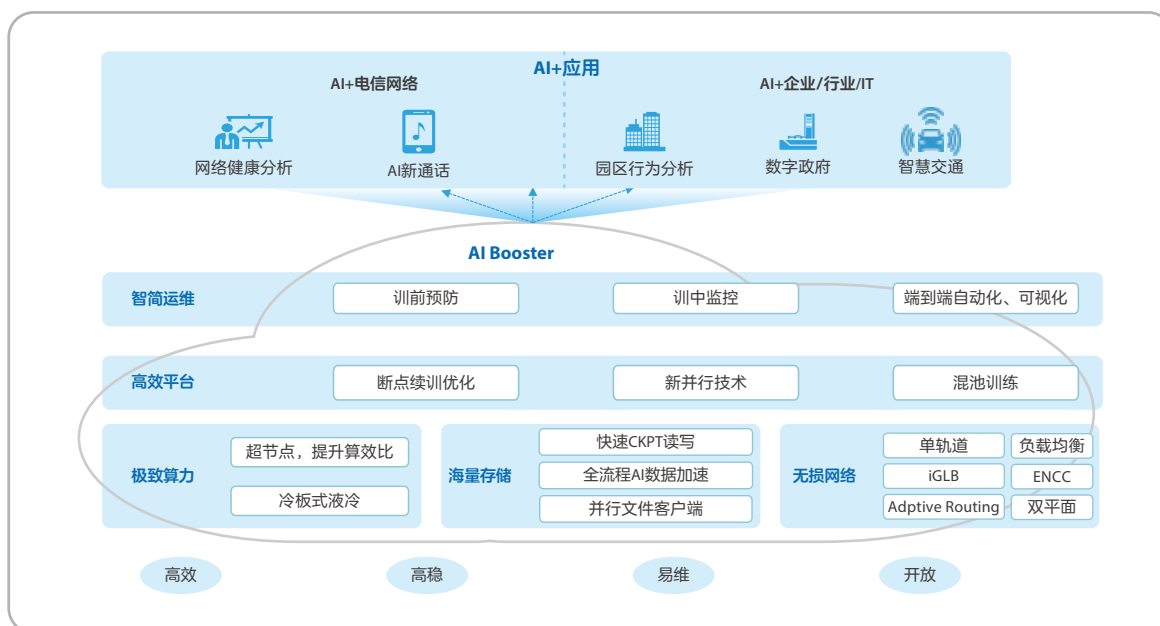 AI+应用
AI+电信网络
AI+企业/行业/IT
网络健康分析
AI新通话
园区行为分析
数字政府
智慧交通
AI Booster
智简运维
训前预防
训中监控
端到端自动化、可视化
高效平台
断点续训优化
新并行技术
混池训练
极致算力
超节点，提升算效比
冷板式液冷
海量存储
快速CKPT读写
全流程AI数据加速
并行文件客户端
无损网络
单轨道
负载均衡
iGLB
ENCC
Adptive Routing
双平面
高效
高稳
易维
开放